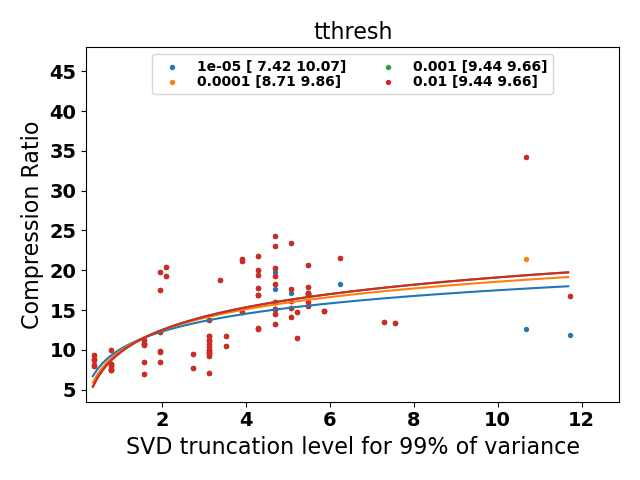 tthresh
1e-05 [ 7.42 10.07]
0.0001 [8.71 9.86]
0.001 [9.44 9.66]
0.01 [9.44 9.66]
Compression Ratio
45
40
35
30
25
20
15
10
5
2 4 6 8 10 12
SVD truncation level for 99% of variance